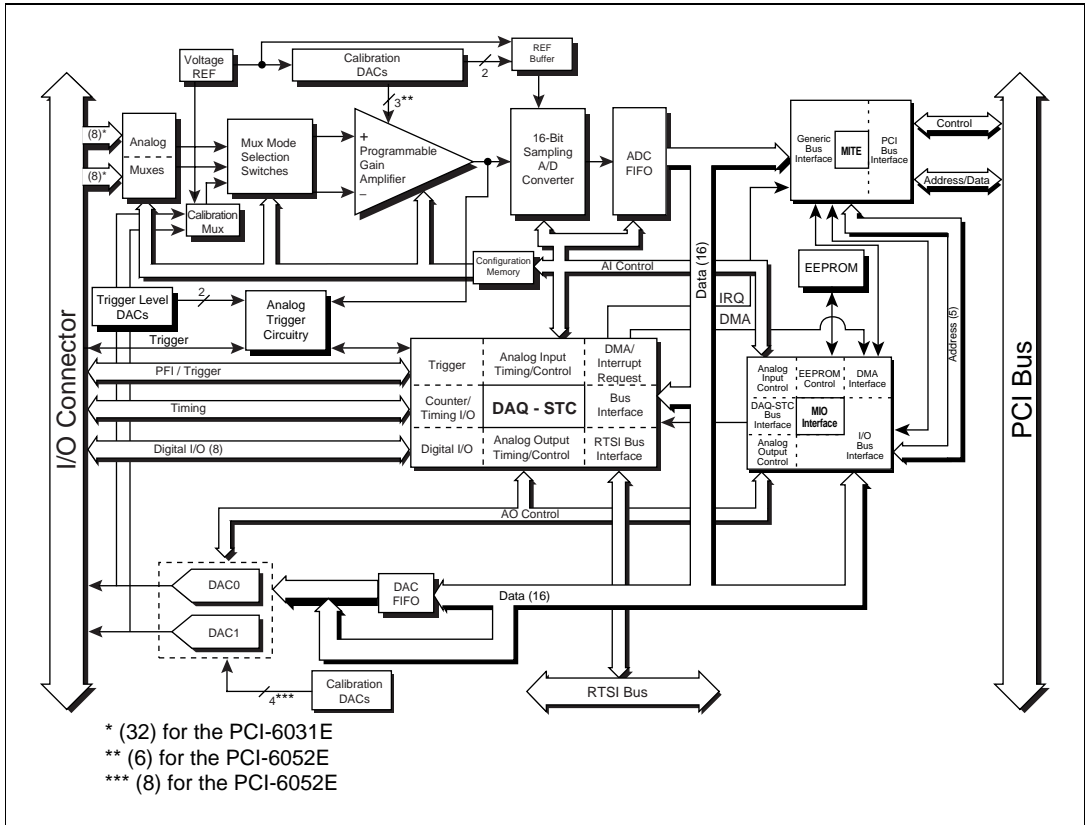 Voltage
REF
Calibration
DACs
2
REF
Buffer
3**
(8)*
(8)*
Analog
Muxes
Mux Mode
Selection
Switches
+
Programmable
Gain
Amplifier
–
16-Bit
Sampling
A/D
Converter
ADC
FIFO
Generic
Bus
Interface
MITE
PCI
Bus
Interface
Control
Address/Data
Calibration
Mux
Configuration
Memory
AI Control
Data (16)
EEPROM
Address (5)
IRQ
DMA
Trigger Level
DACs
2
Analog
Trigger
Circuitry
Trigger
PFI / Trigger
Timing
Digital I/O (8)
I/O Connector
PCI Bus
Trigger
Analog Input
Timing/Control
DMA/
Interrupt
Request
Counter/
Timing I/O
DAQ - STC
Bus
Interface
Digital I/O
Analog Output
Timing/Control
RTSI Bus
Interface
Analog
Input
Control
EEPROM
Control
DMA
Interface
DAQ-STC
Bus
Interface
MIO
Interface
Analog
Output
Control
I/O
Bus
Interface
AO Control
DAC0
DAC1
DAC
FIFO
Data (16)
4***
Calibration
DACs
RTSI Bus
* (32) for the PCI-6031E
** (6) for the PCI-6052E
*** (8) for the PCI-6052E